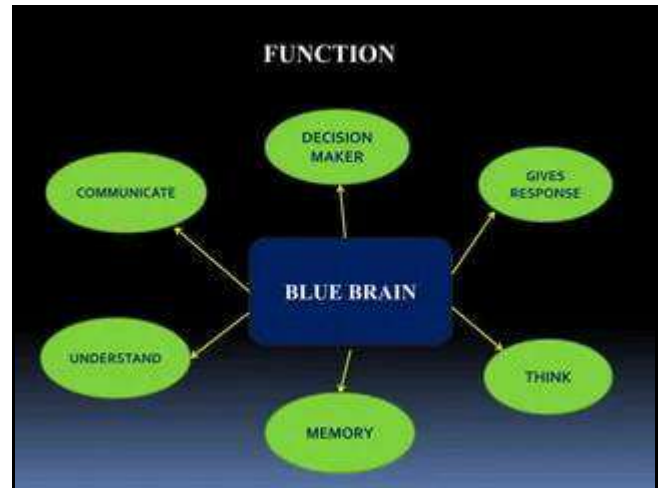 FUNCTION
DECISION
MAKER
COMMUNICATE
GIVES
RESPONSE
BLUE BRAIN
UNDERSTAND
THINK
MEMORY